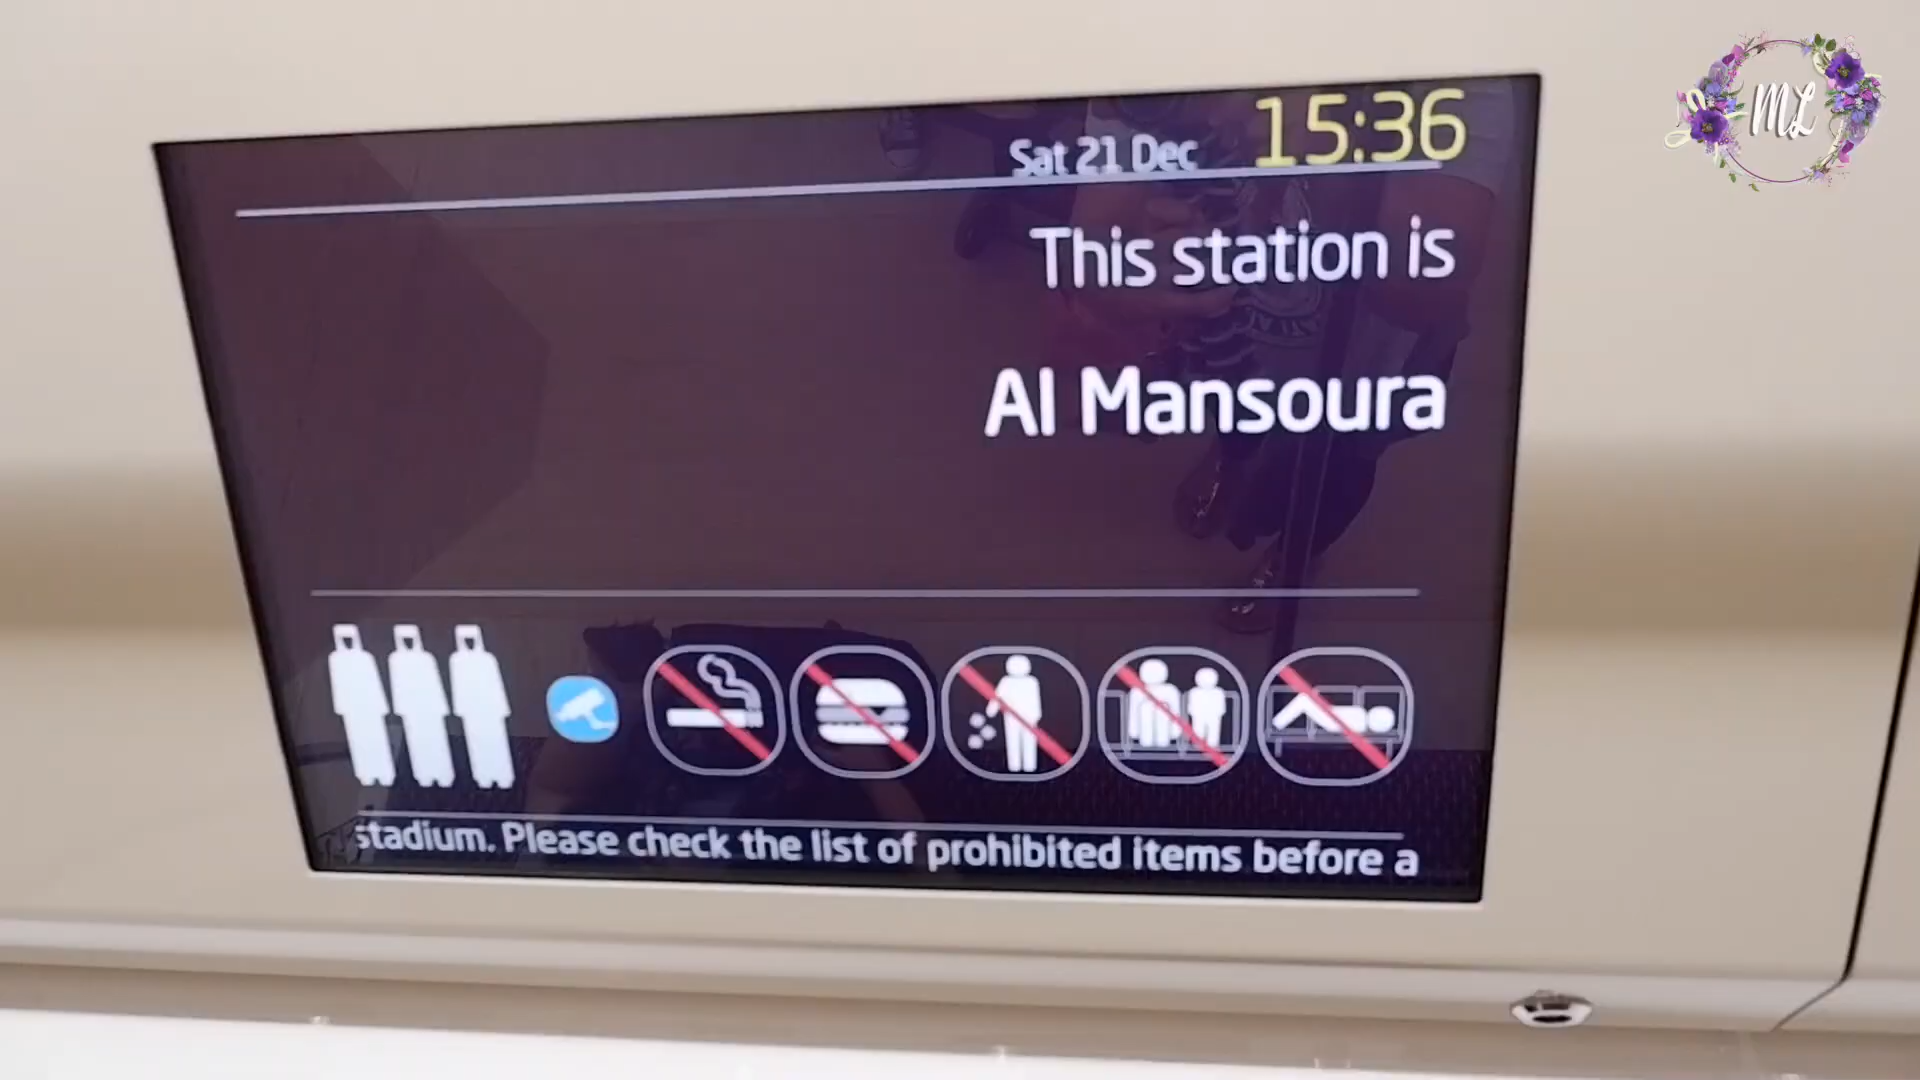 Sat 21 Dec 15:36
This station is
Al Mansoura
stadium. Please check the list of prohibited items before a
ML